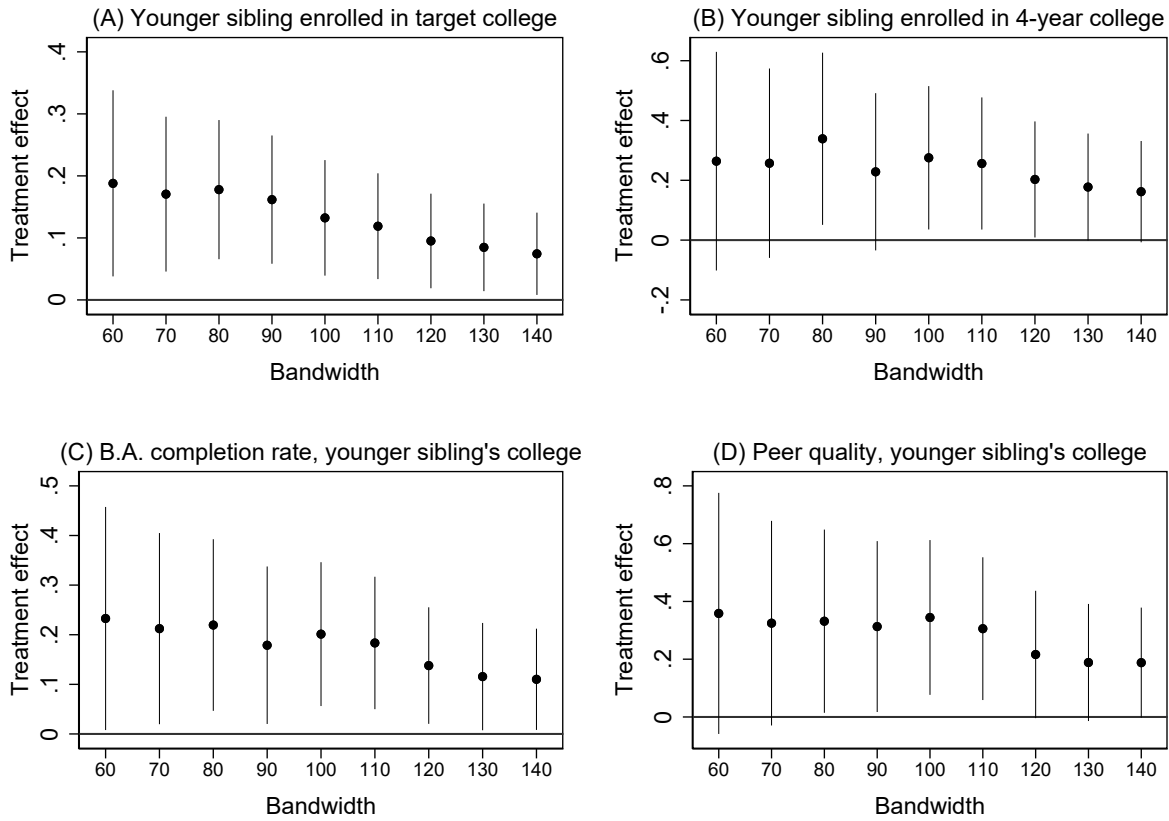 (A) Younger sibling enrolled in target college
Treatment effect
.4
.3
.2
.1
0
60 70 80 90 100 110 120 130 140
Bandwidth
(B) Younger sibling enrolled in 4-year college
Treatment effect
.6
.4
.2
0
-.2
60 70 80 90 100 110 120 130 140
Bandwidth
(C) B.A. completion rate, younger sibling's college
Treatment effect
.5
.4
.3
.2
.1
0
60 70 80 90 100 110 120 130 140
Bandwidth
(D) Peer quality, younger sibling's college
Treatment effect
.8
.6
.4
.2
0
60 70 80 90 100 110 120 130 140
Bandwidth